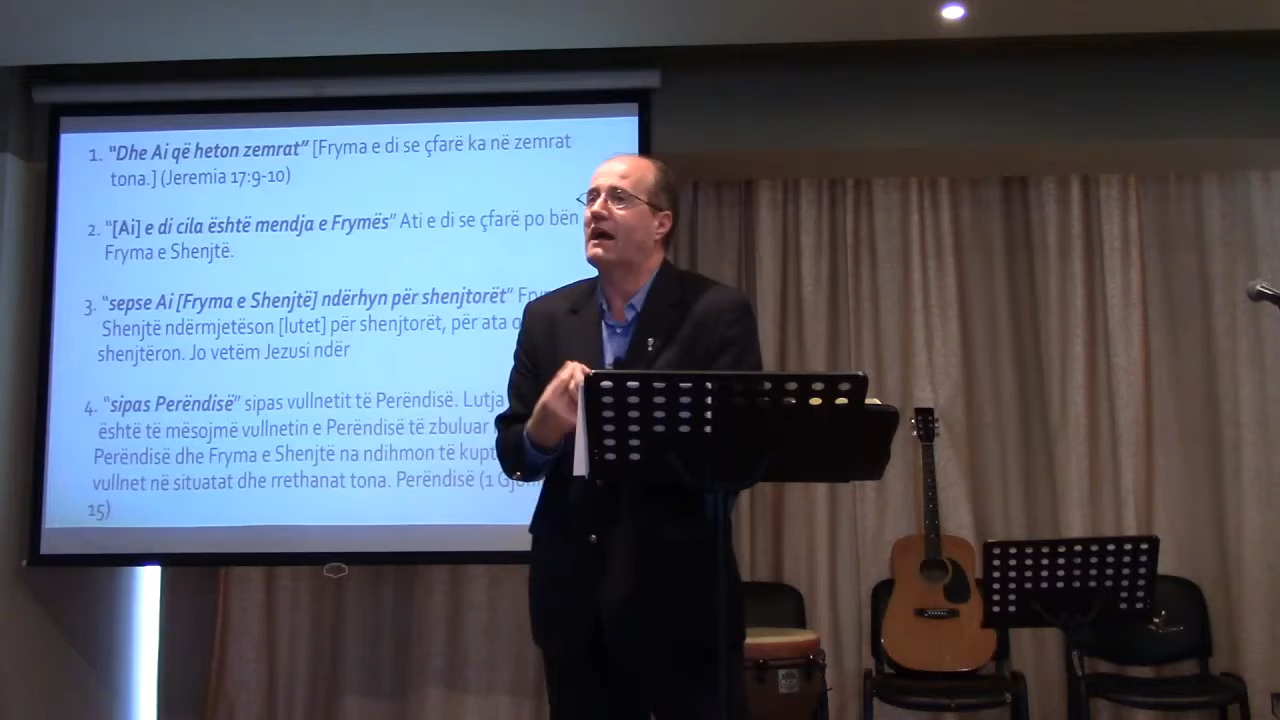 1. "Dhe Ai që heton zemrat" [Fryma e di se çfarë ka në zemrat
tona.] (Jeremia 17:9-10)
2. "[Ai] e di cila është mendja e Frymës" Ati e di se çfarë po bën
Fryma e Shenjtë.
3. "sepse Ai [Fryma e Shenjtë] ndërhyn për shenjtorët"
Shenjtë ndërmjetëson [lutet] për shenjtorët, për ata
shenjtëron. Jo vetëm Jezusi ndër
4. "sipas Perëndisë" sipas vullnetit të Perëndisë. Lutja
është të mësojmë vullnetin e Perëndisë të zbuluar
Perëndisë dhe Fryma e Shenjtë na ndihmon të
vullnet në situatat dhe rrethanat tona. Perëndisë (1
15)